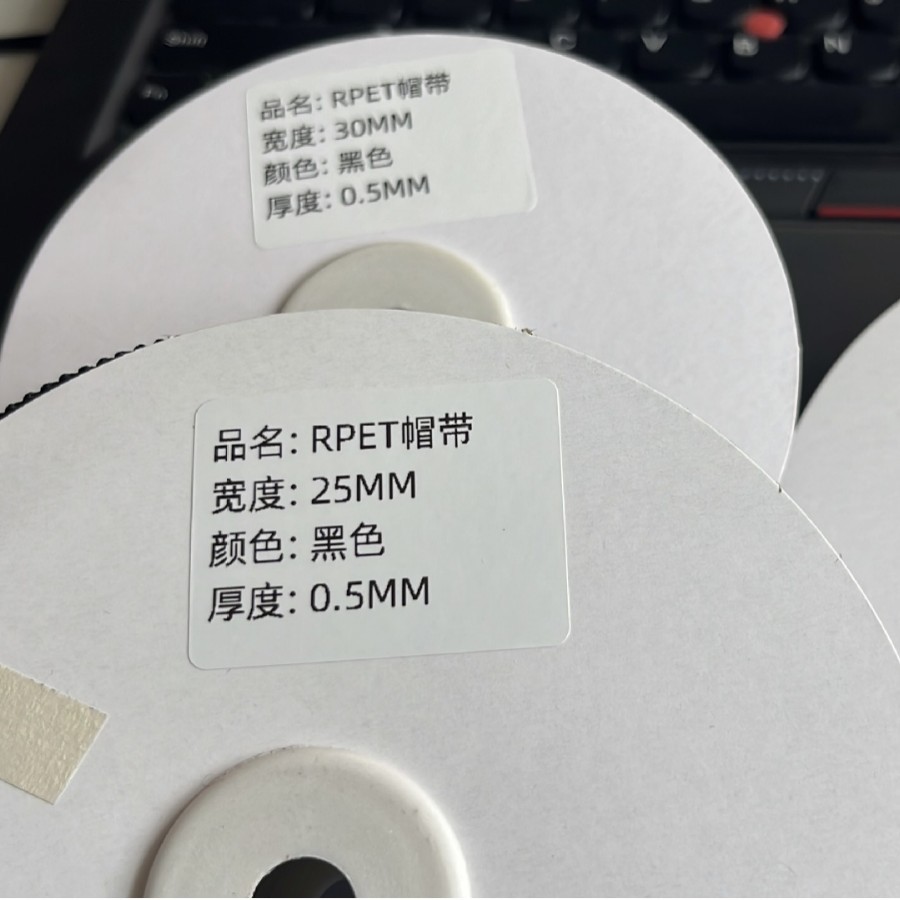 Shift
Fn
C
V
B
N
品名: RPET帽带
宽度: 30MM
颜色: 黑色
厚度: 0.5MM
品名: RPET帽带
宽度: 25MM
颜色: 黑色
厚度: 0.5MM